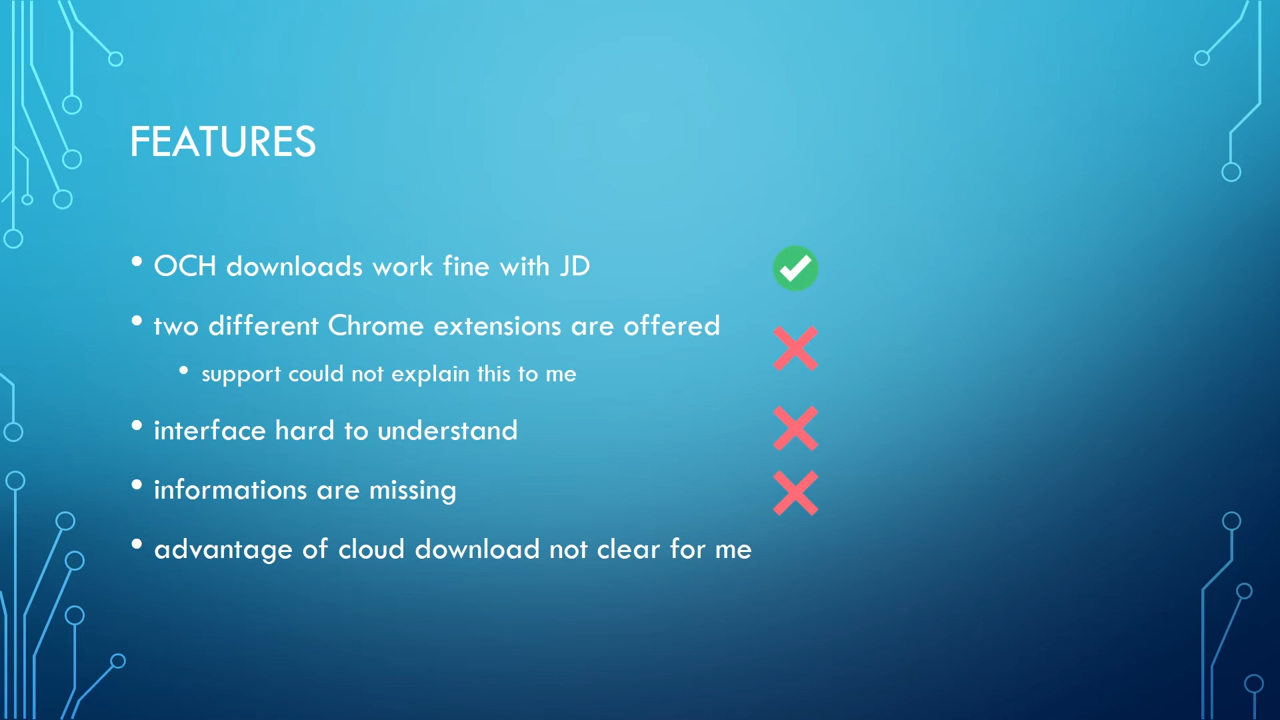 FEATURES
• OCH downloads work fine with JD
• two different Chrome extensions are offered
• support could not explain this to me
• interface hard to understand
• informations are missing
• advantage of cloud download not clear for me